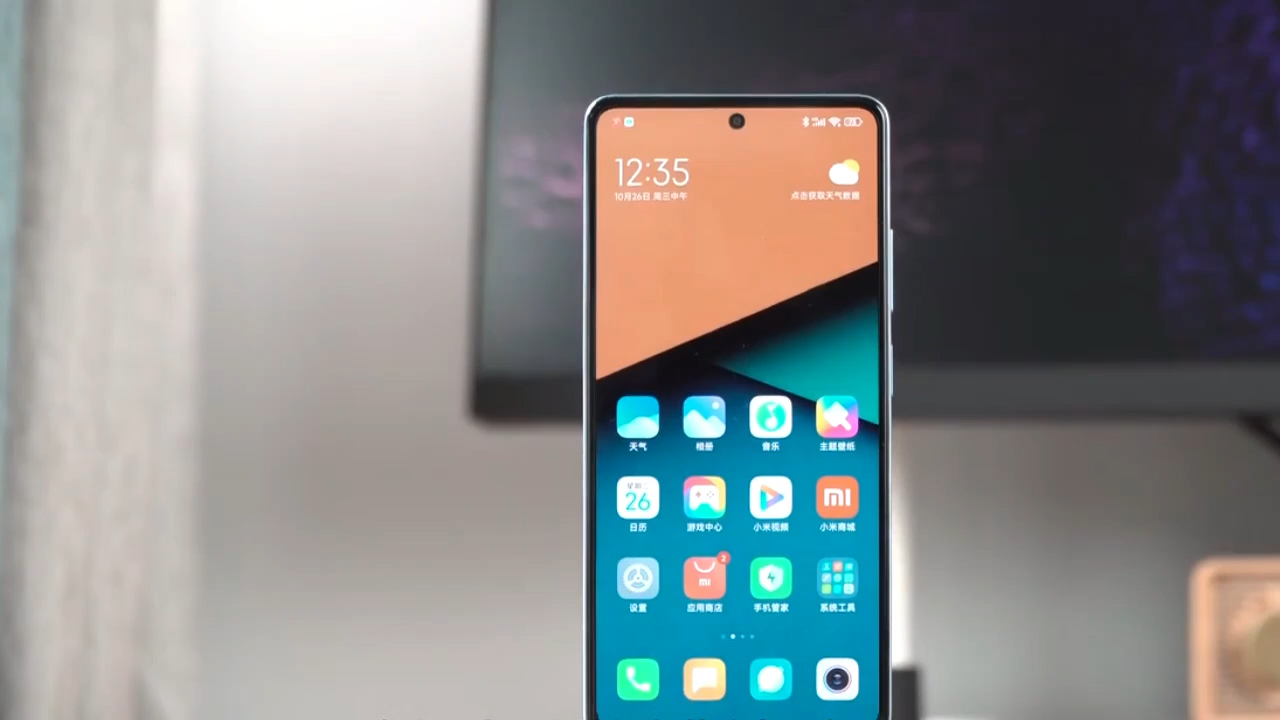 12:35
10月26日 周三中午
点击获取天气数据
天气 相册 音乐 主题壁纸
26
日历 游戏中心 小米视频 小米商城
mi
2
mi
设置 应用商店 手机管家 系统工具